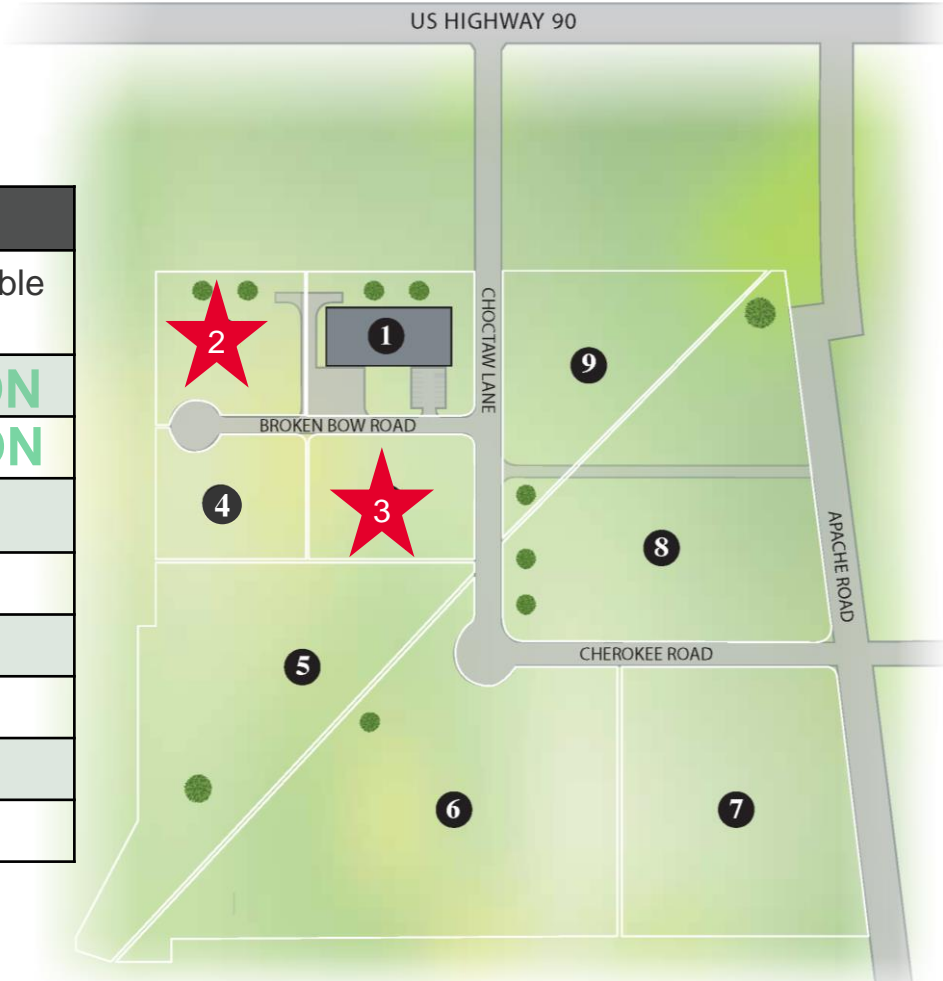 US HIGHWAY 90
ble
ON
ON
2
1
CHOCTAW LANE
9
BROKEN BOW ROAD
4
3
8
APACHE ROAD
5
CHEROKEE ROAD
6
7